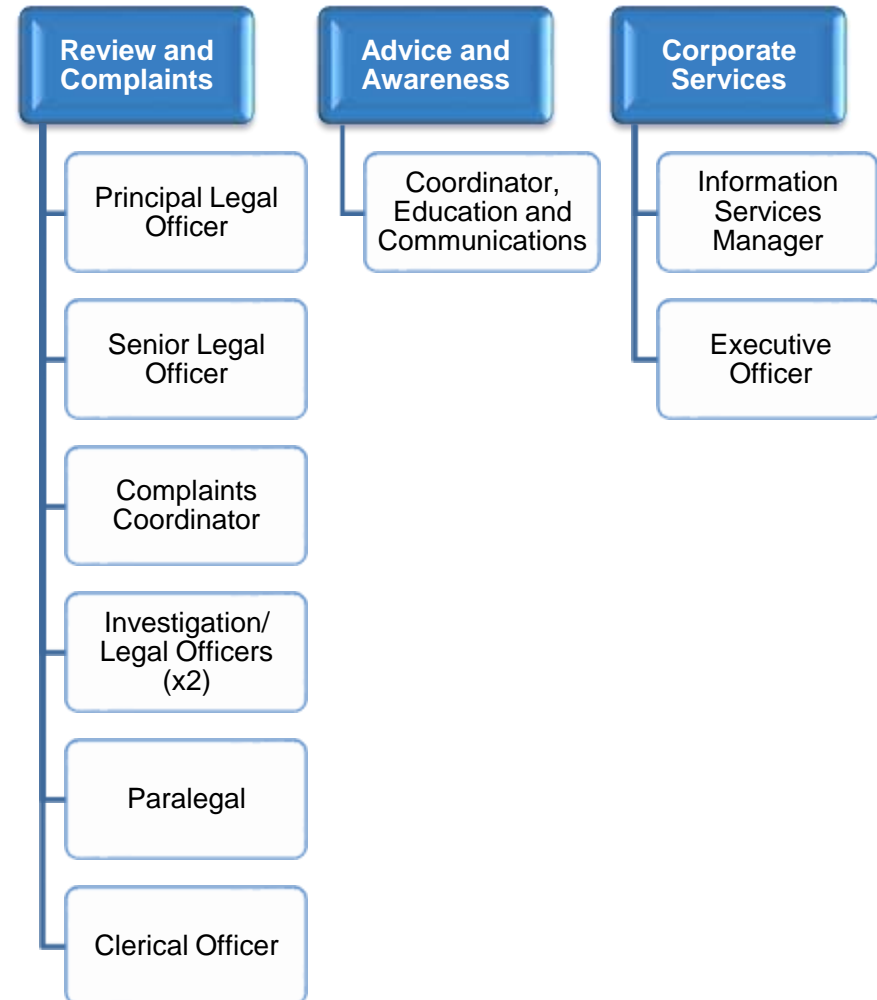 Review and
Complaints
Principal Legal
Officer
Senior Legal
Officer
Complaints
Coordinator
Investigation/
Legal Officers
(x2)
Paralegal
Clerical Officer
Advice and
Awareness
Coordinator,
Education and
Communications
Corporate
Services
Information
Services
Manager
Executive
Officer